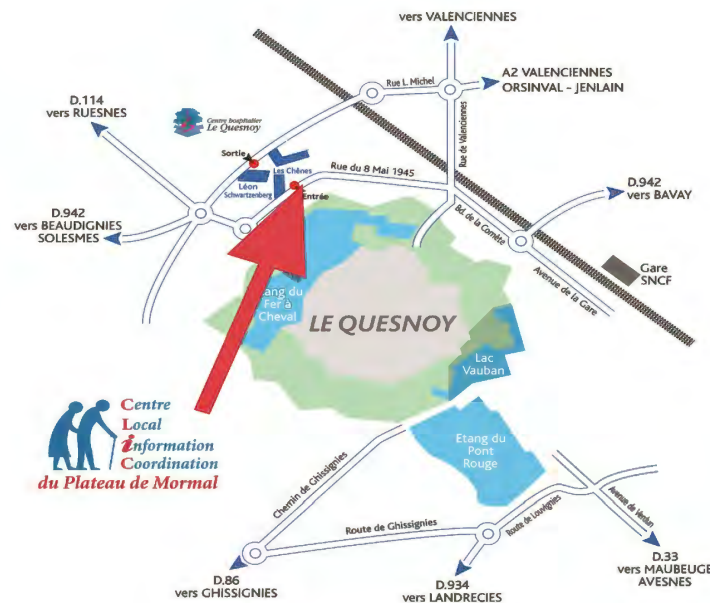 vers VALENCIENNES
A2 VALENCIENNES
ORSINVAL - JENLAIN
Rue L. Michel
D.114
vers RUESNES
Centre hospitalier
Le Quesnoy
Sortie
Les Chênes
Rue du 8 Mai 1945
Rue de Valenciennes
Léon
Schwartzenberg
Entrée
D.942
vers BAVAY
D.942
vers BEAUDIGNIES
SOLESMES
Bd. de la Comète
Avenue de la Gare
Gare
SNCF
Etang du
Fer à
Cheval
LE QUESNOY
Lac
Vauban
Centre
Local
information
Coordination
du Plateau de Mormal
Etang du
Pont
Rouge
Chemin de Ghissignies
Route de Ghissignies
Route de Louvignies
Avenue de Verdun
D.86
vers GHISSIGNIES
D.934
vers LANDRECIES
D.33
vers MAUBEUGE
AVESNES